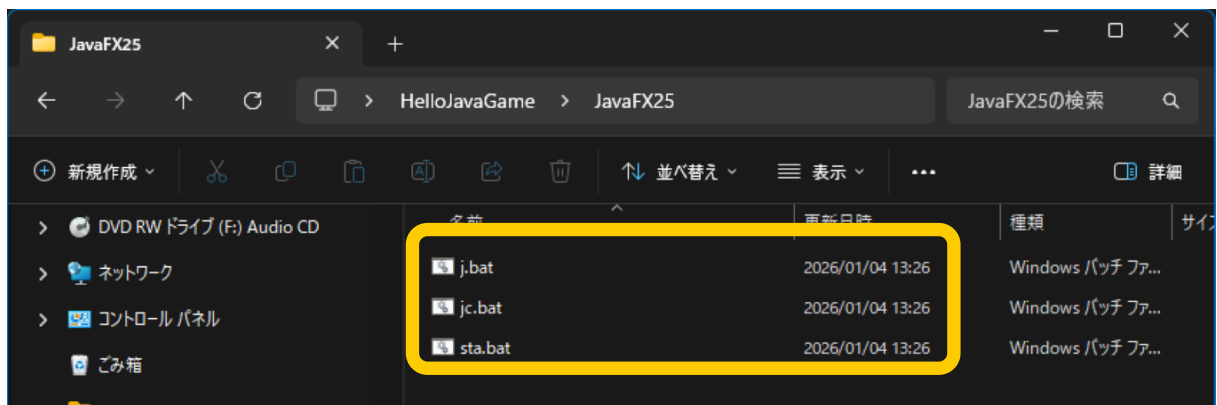 JavaFX25
HelloJavaGame > JavaFX25
JavaFX25の検索
新規作成
並べ替え
表示
詳細
名前
更新日時
種類
DVD RW ドライブ (F:) Audio CD
ネットワーク
コントロール パネル
ごみ箱
j.bat 2026/01/04 13:26 Windows バッチ ファ...
jc.bat 2026/01/04 13:26 Windows バッチ ファ...
sta.bat 2026/01/04 13:26 Windows バッチ ファ...